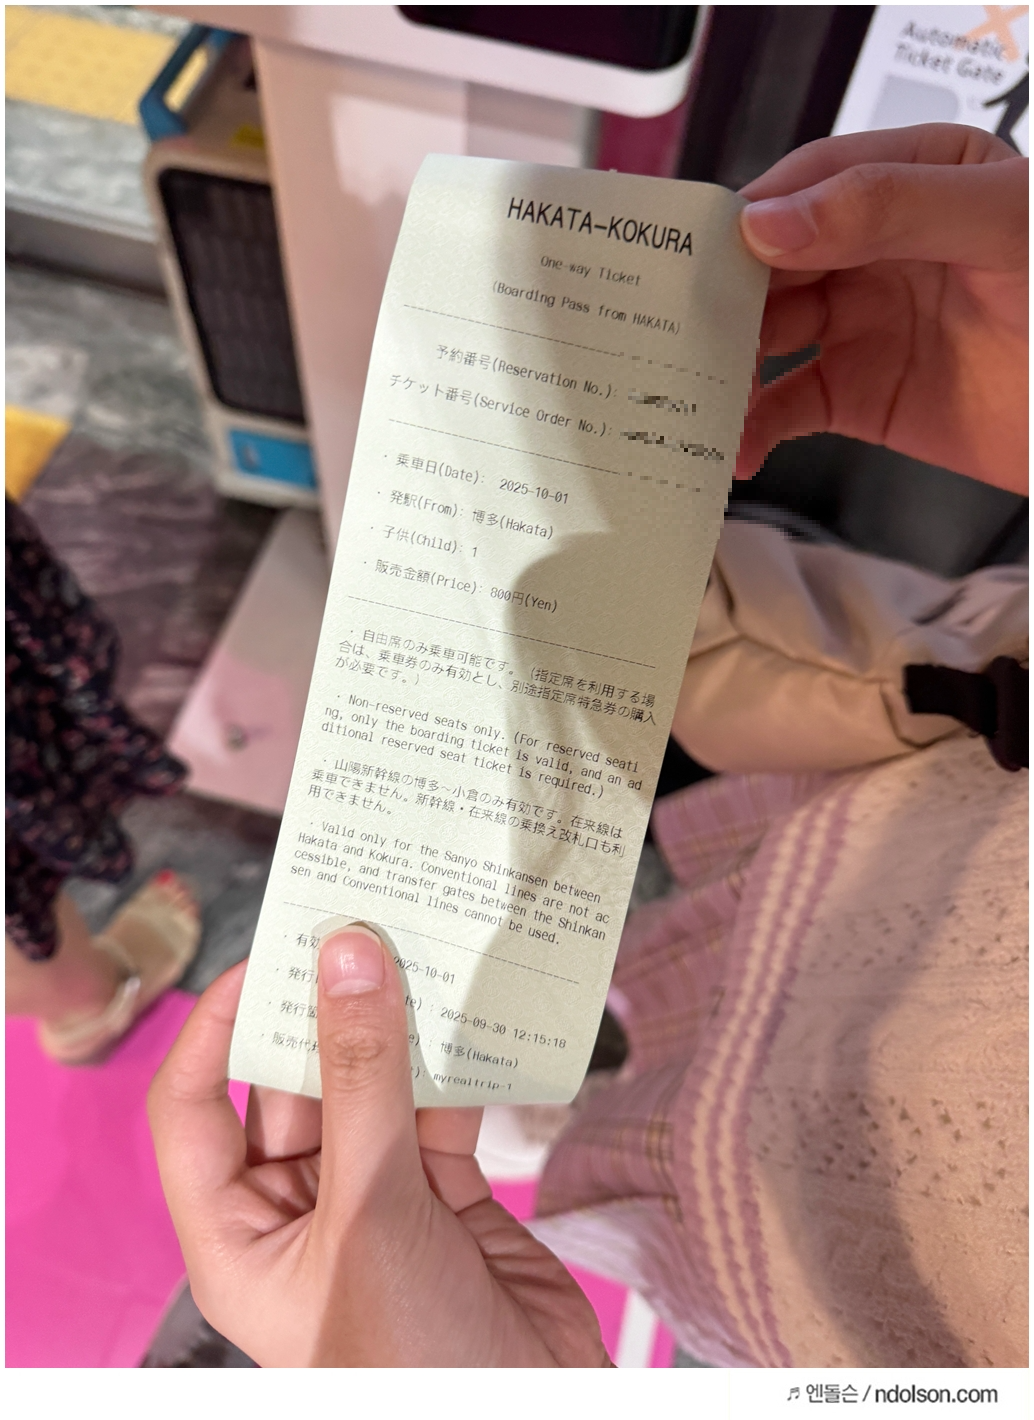 Automatic
Ticket Gate
HAKATA-KOKURA
One-way Ticket
(Boarding Pass from HAKATA)
予約番号(Reservation No.):
チケット番号(Service Order No.):
・ 乗車日(Date): 2025-10-01
・ 発駅(From): 博多(Hakata)
・ 子供(Child): 1
・ 販売金額(Price): 800円(Yen)
・ 自由席のみ乗車可能です。 (指定席を利用する場
合は、乗車券のみ有効とし、別途指定席特急券の購入
が必要です。)
・ Non-reserved seats only. (For reserved seati
ng, only the boarding ticket is valid, and an ad
ditional reserved seat ticket is required.)
・ 山陽新幹線の博多～小倉のみ有効です。在来線は
乗車できません。新幹線・在来線の乗換え改札口も利
用できません。
・ Valid only for the Sanyo Shinkansen between
Hakata and Kokura. Conventional lines are not ac
cessible, and transfer gates between the Shinkan
sen and Conventional lines cannot be used.
・ 有効 2025-10-01
・ 発行 te) : 2025-09-30 12:15:18
・ 発行 e) : 博多(Hakata)
・ 販売代 ): myrealtrip-1
엔돌슨 / ndolson.com